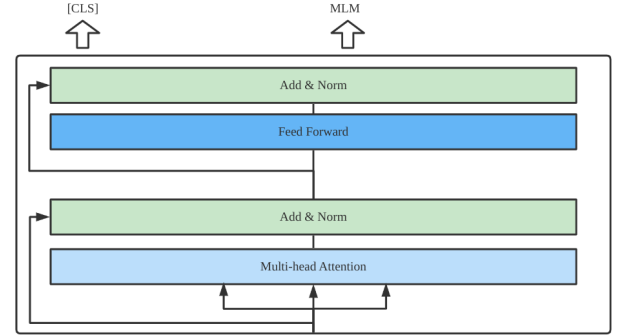 [CLS] MLM
Add & Norm
Feed Forward
Add & Norm
Multi-head Attention